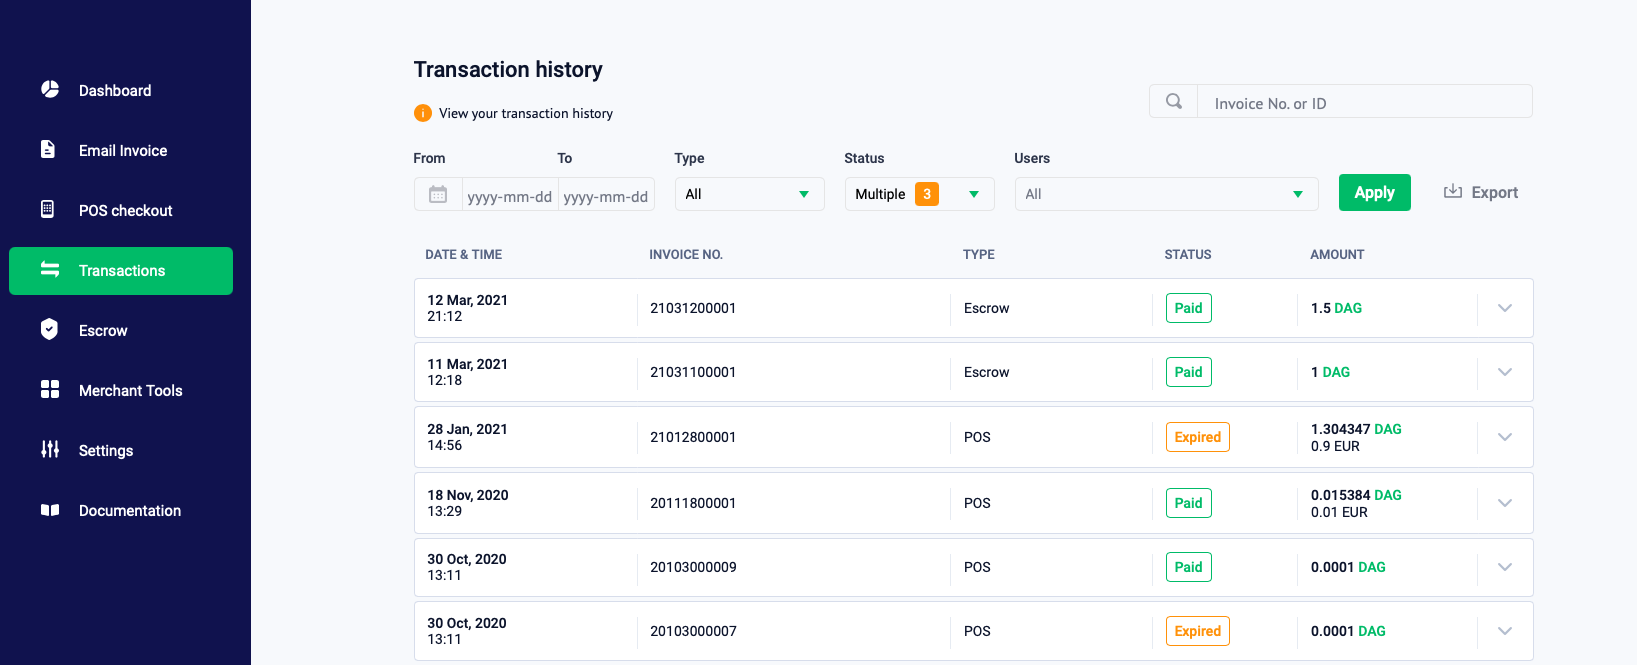 Dashboard
Email Invoice
POS checkout
Transactions
Escrow
Merchant Tools
Settings
Documentation
Transaction history
i View your transaction history
Invoice No. or ID
From To Type Status Users
yyyy-mm-dd yyyy-mm-dd All Multiple 3 All Apply Export
DATE & TIME INVOICE NO. TYPE STATUS AMOUNT
12 Mar, 2021
21:12
21031200001 Escrow Paid 1.5 DAG
11 Mar, 2021
12:18
21031100001 Escrow Paid 1 DAG
28 Jan, 2021
14:56
21012800001 POS Expired
1.304347 DAG
0.9 EUR
18 Nov, 2020
13:29
20111800001 POS Paid
0.015384 DAG
0.01 EUR
30 Oct, 2020
13:11
20103000009 POS Paid 0.0001 DAG
30 Oct, 2020
13:11
20103000007 POS Expired 0.0001 DAG